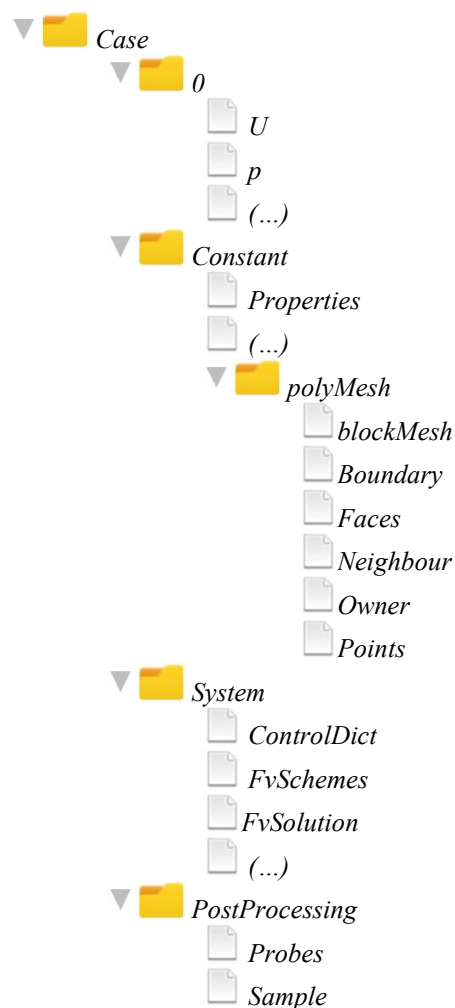 Case
0
U
p
(...)
Constant
Properties
(...)
polyMesh
blockMesh
Boundary
Faces
Neighbour
Owner
Points
System
ControlDict
FvSchemes
FvSolution
(...)
PostProcessing
Probes
Sample